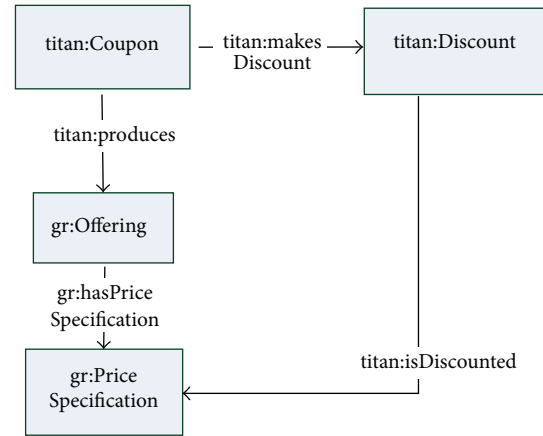 titan:Coupon
titan:makes
Discount
titan:Discount
titan:produces
gr:Offering
gr:hasPrice
Specification
titan:isDiscounted
gr:Price
Specification